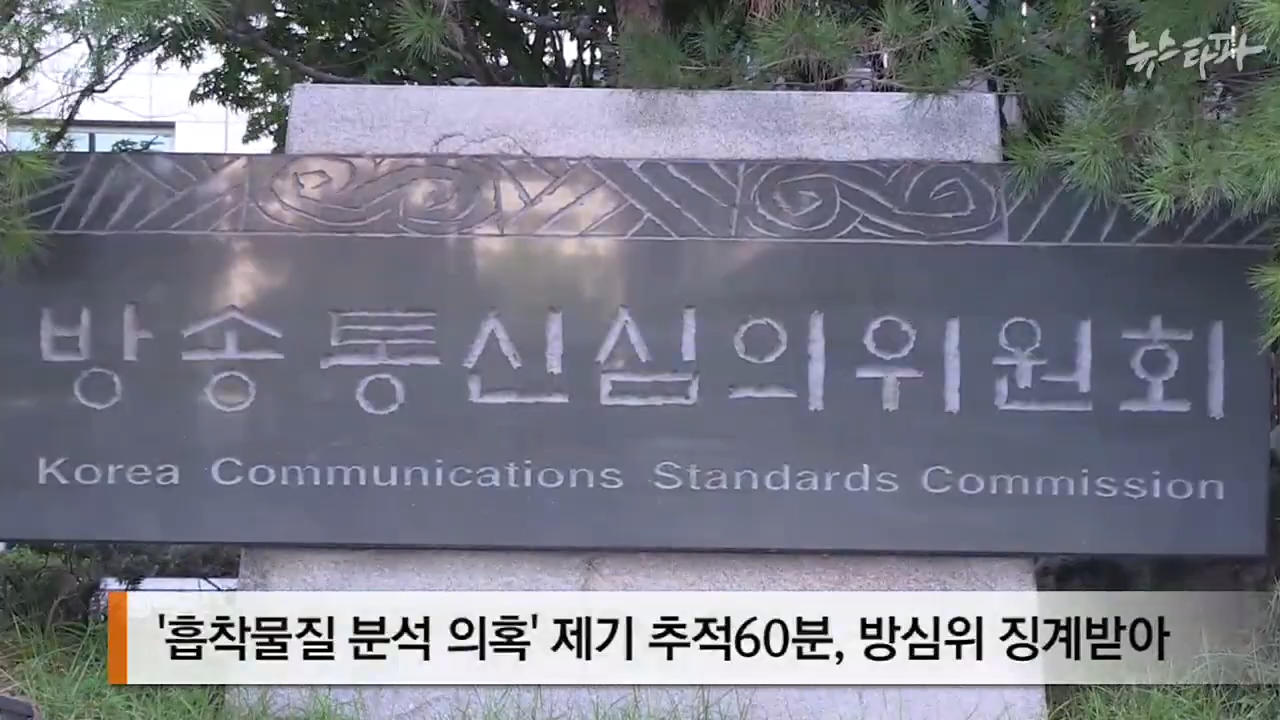 뉴스타파
방송통신심의위원회
Korea Communications Standards Commission
'흡착물질 분석 의혹' 제기 추적60분, 방심위 징계받아